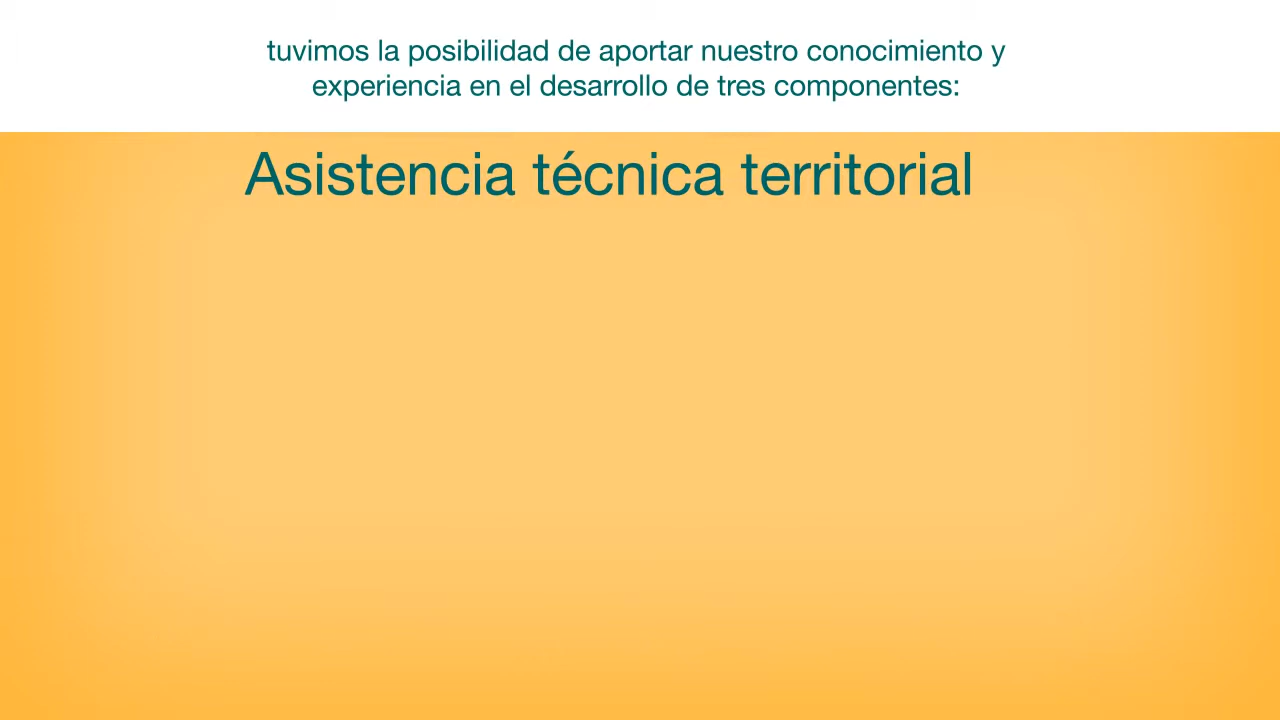 tuvimos la posibilidad de aportar nuestro conocimiento y
experiencia en el desarrollo de tres componentes:
Asistencia técnica territorial